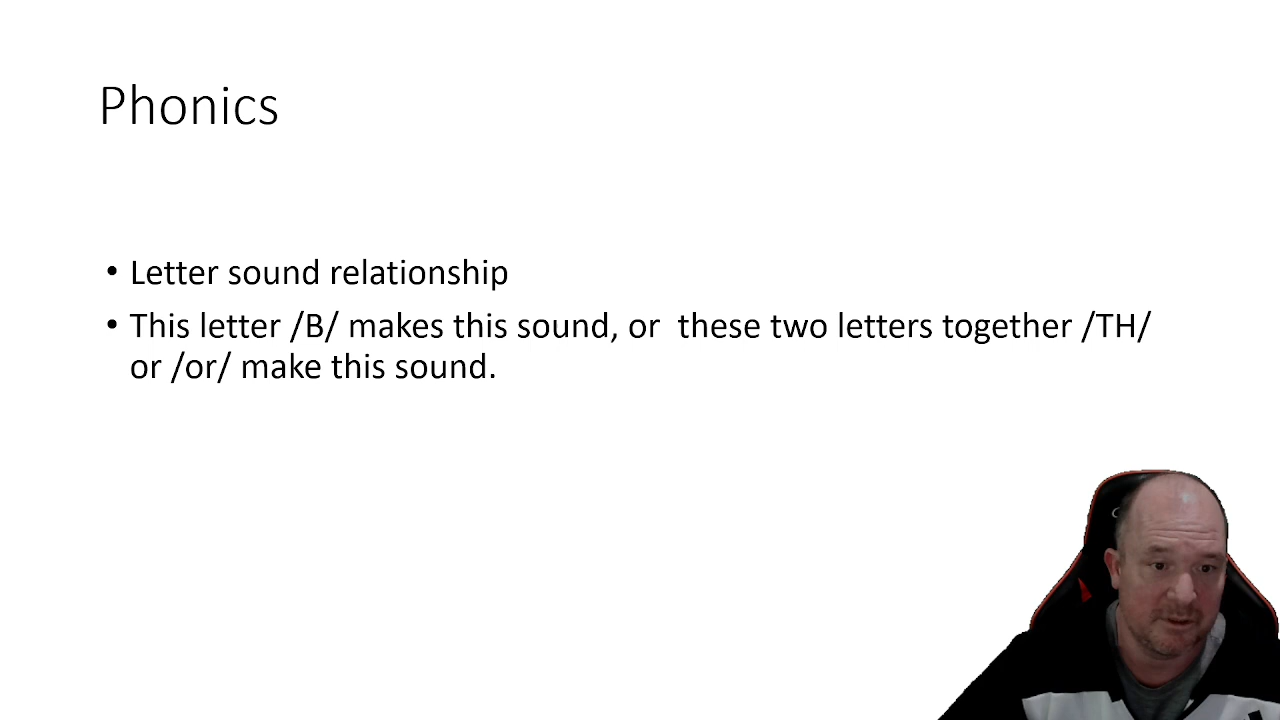 Phonics
• Letter sound relationship
• This letter /B/ makes this sound, or  these two letters together /TH/
or /or/ make this sound.